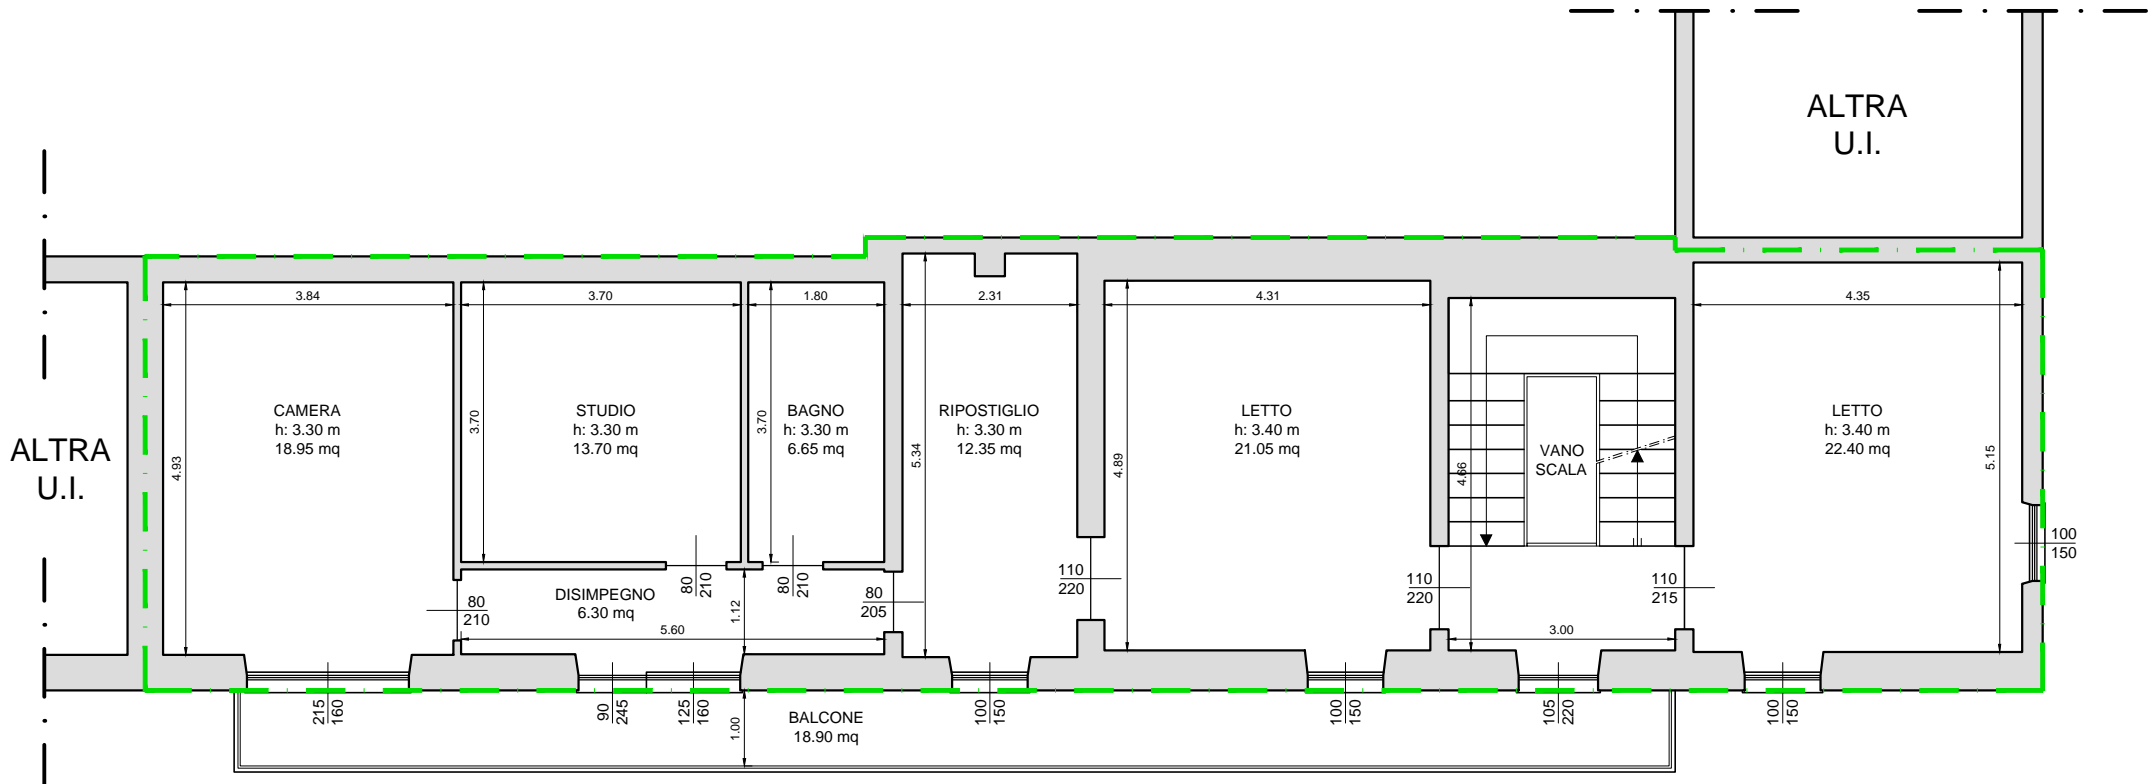 ALTRA
U.I.
ALTRA
U.I.
3.84
3.70
1.80
2.31
4.31
4.35
4.93
3.70
3.70
5.34
4.89
4.66
5.15
CAMERA
h: 3.30 m
18.95 mq
STUDIO
h: 3.30 m
13.70 mq
BAGNO
h: 3.30 m
6.65 mq
RIPOSTIGLIO
h: 3.30 m
12.35 mq
LETTO
h: 3.40 m
21.05 mq
VANO
SCALA
LETTO
h: 3.40 m
22.40 mq
DISIMPEGNO
6.30 mq
80
210
80
210
80
210
1.12
5.60
80
205
110
220
110
220
110
215
3.00
100
150
215
160
90
245
125
160
100
150
100
150
105
220
100
150
1.00
BALCONE
18.90 mq